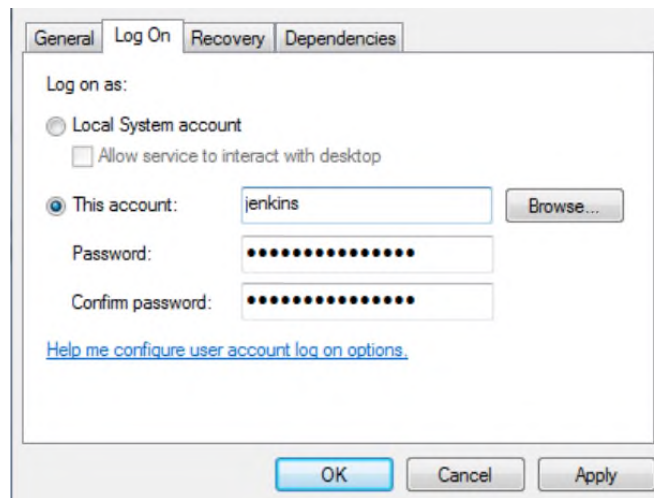 General Log On Recovery Dependencies
Log on as:
Local System account
Allow service to interact with desktop
This account: jenkins Browse...
Password: •••••••••••••••
Confirm password: •••••••••••••••
Help me configure user account log on options.
OK Cancel Apply